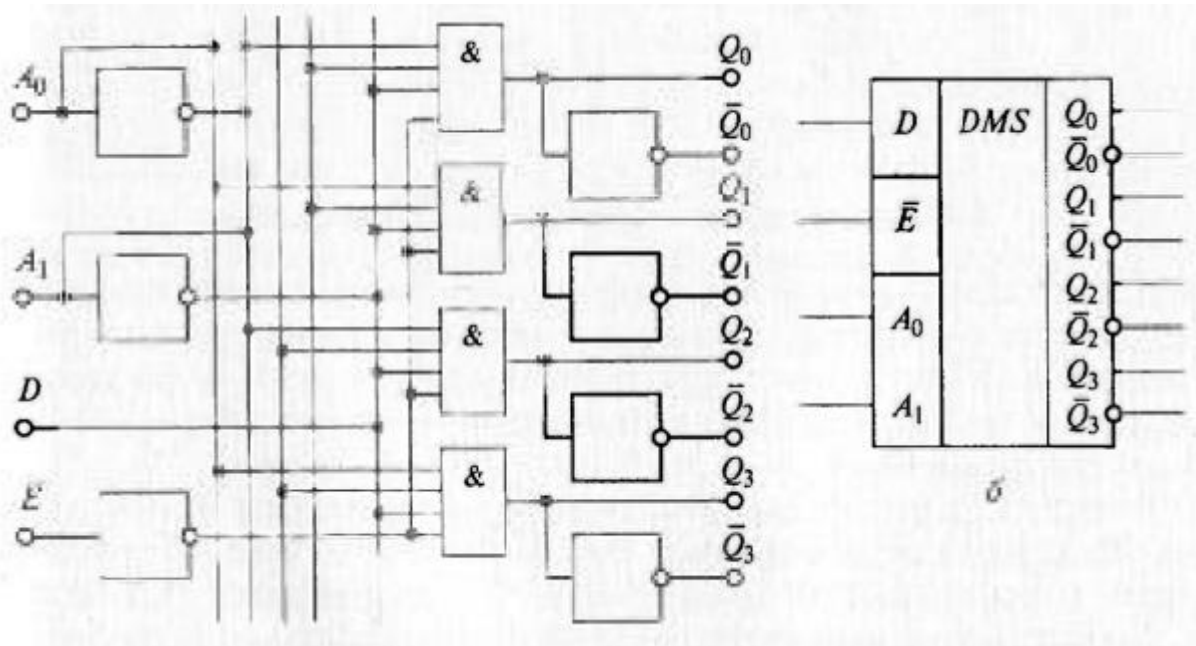 A₀
A₁
D
E
&
&
&
&
Q₀
Q̄₀
Q₁
Q̄₁
Q₂
Q̄₂
Q₃
Q̄₃
D DMS Q₀
Q̄₀
Ē Q₁
Q̄₁
A₀ Q₂
Q̄₂
A₁ Q₃
Q̄₃
б